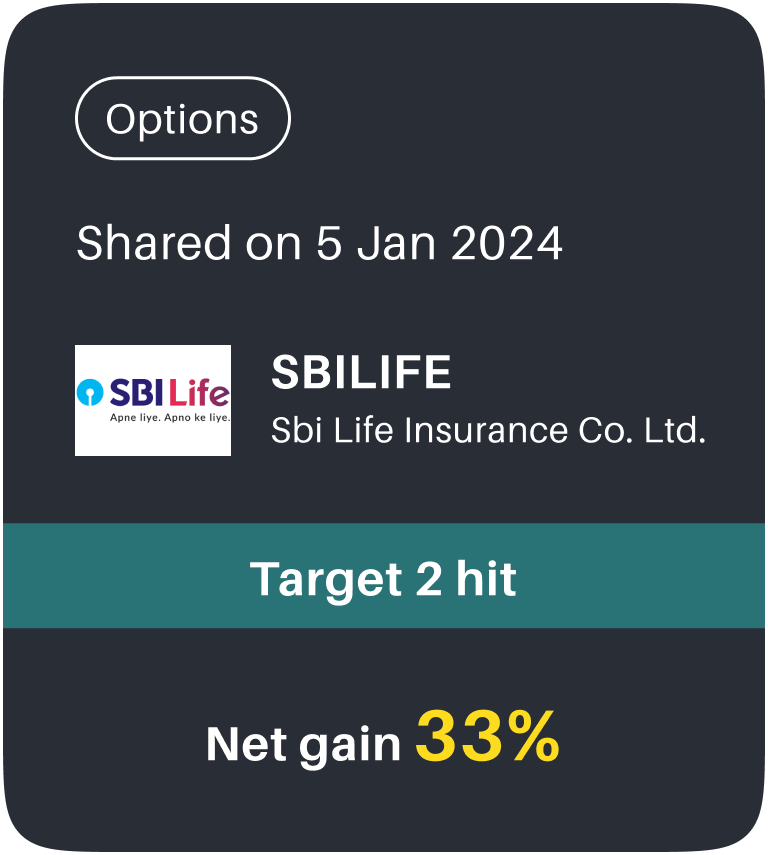 Options
Shared on 5 Jan 2024
SBI Life
Apne liye. Apno ke liye.
SBILIFE
Sbi Life Insurance Co. Ltd.
Target 2 hit
Net gain 33%